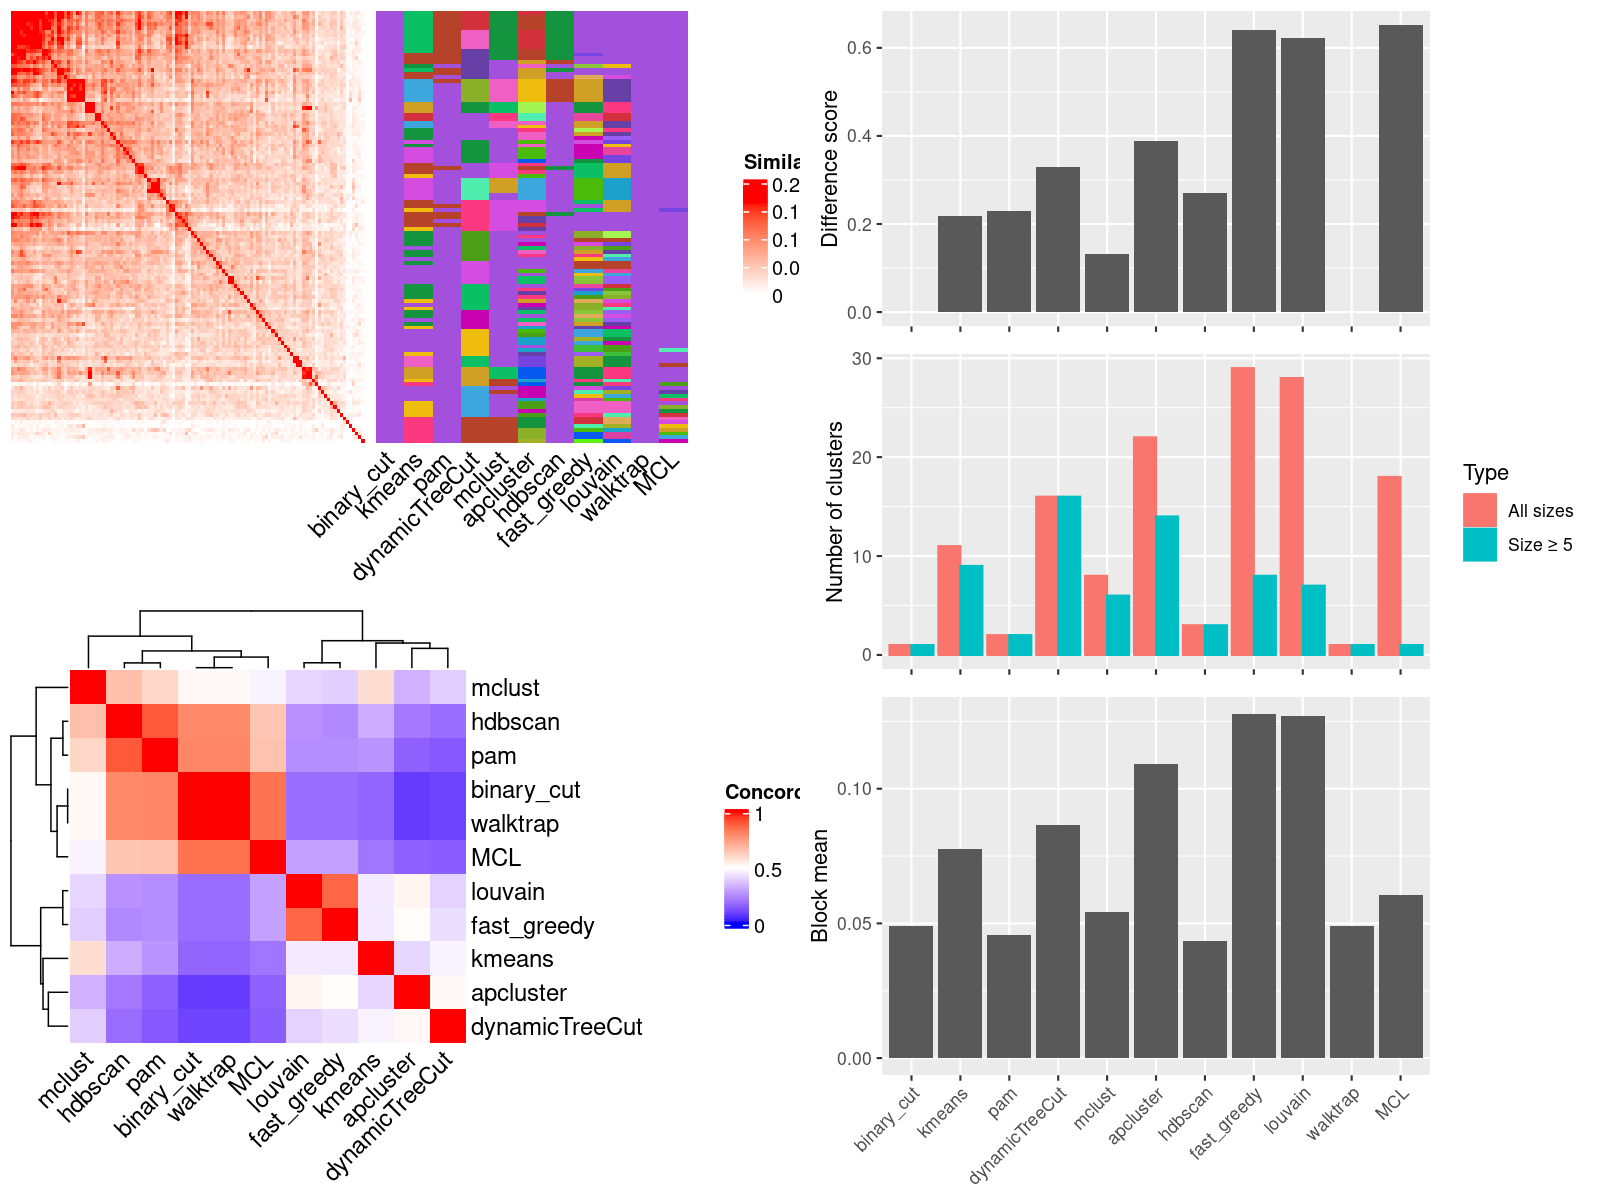 Simila
0.2
0.1
0.1
0.0
0
binary_cut
kmeans
pam
dynamicTreeCut
mclust
apcluster
hdbscan
fast_greedy
louvain
walktrap
MCL
mclust
hdbscan
pam
binary_cut
walktrap
MCL
louvain
fast_greedy
kmeans
apcluster
dynamicTreeCut
mclust
hdbscan
pam
binary_cut
walktrap
MCL
louvain
fast_greedy
kmeans
apcluster
dynamicTreeCut
Concord
1
0.5
0
Difference score
0.6
0.4
0.2
0.0
Number of clusters
30
20
10
0
Type
All sizes
Size ≥ 5
Block mean
0.10
0.05
0.00
binary_cut
kmeans
pam
dynamicTreeCut
mclust
apcluster
hdbscan
fast_greedy
louvain
walktrap
MCL